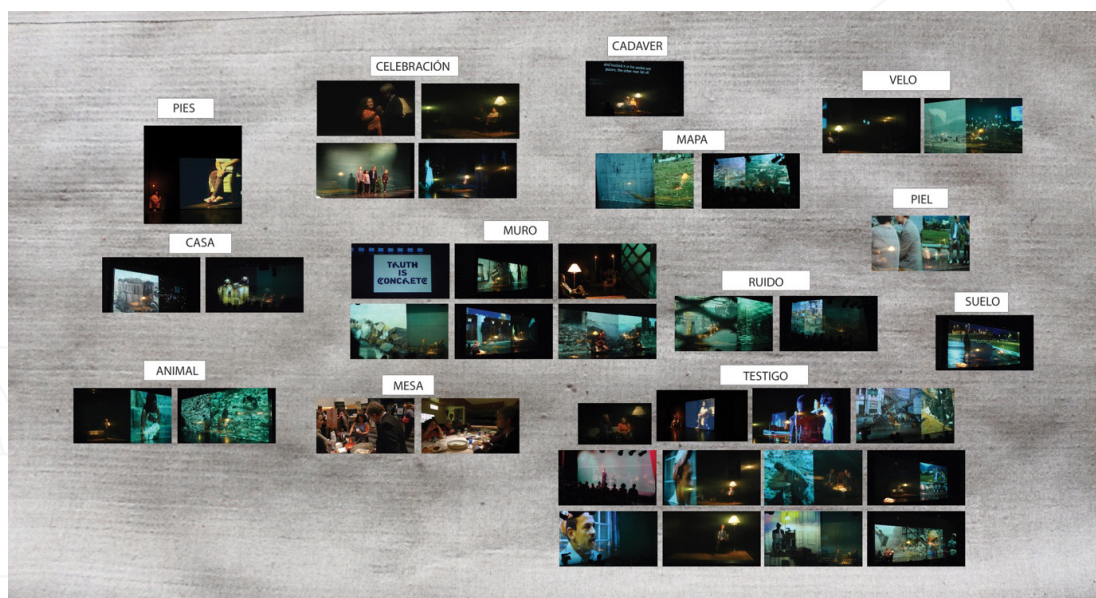 CADAVER
CELEBRACIÓN
VELO
PIES
MAPA
PIEL
CASA
MURO
TRUTH
IS
CONCRETE
RUIDO
SUELO
ANIMAL
MESA
TESTIGO